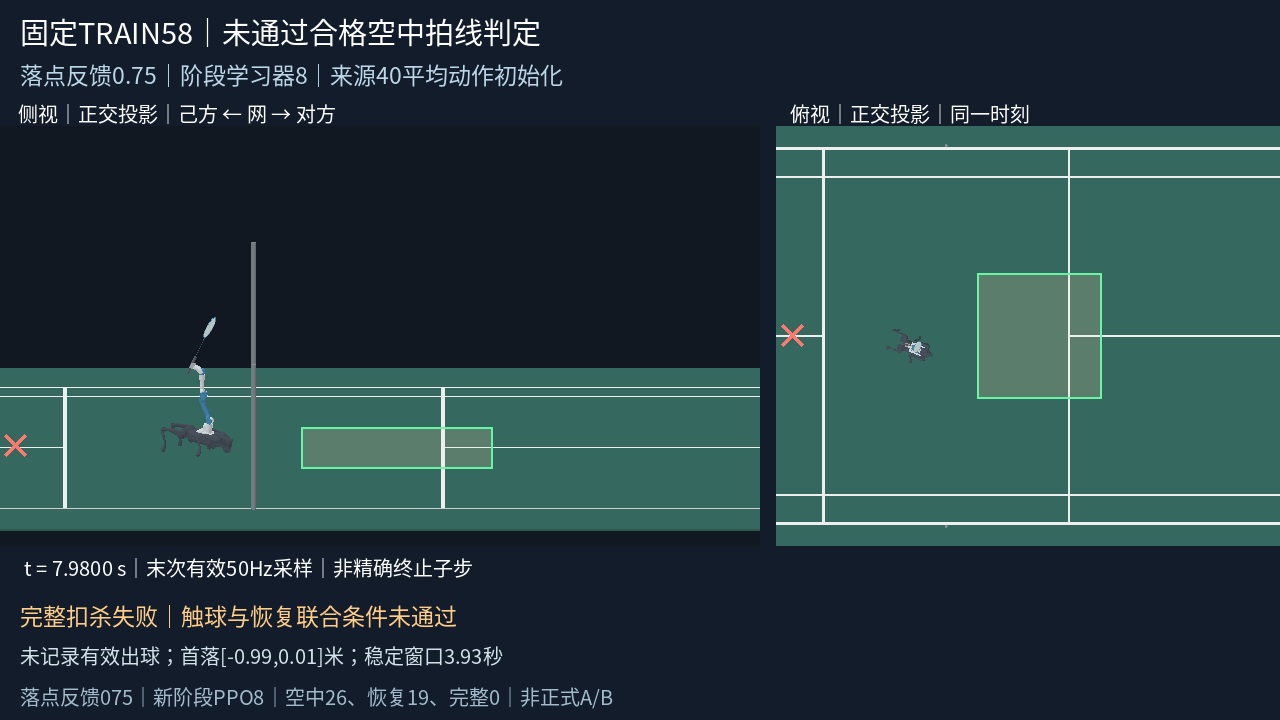 固定TRAIN58｜未通过合格空中拍线判定
落点反馈0.75｜阶段学习器8｜来源40平均动作初始化
侧视｜正交投影｜己方 ← 网 → 对方
俯视｜正交投影｜同一时刻
t = 7.9800 s｜末次有效50Hz采样｜非精确终止子步
完整扣杀失败｜触球与恢复联合条件未通过
未记录有效出球；首落[-0.99,0.01]米；稳定窗口3.93秒
落点反馈075｜新阶段PPO8｜空中26、恢复19、完整0｜非正式A/B